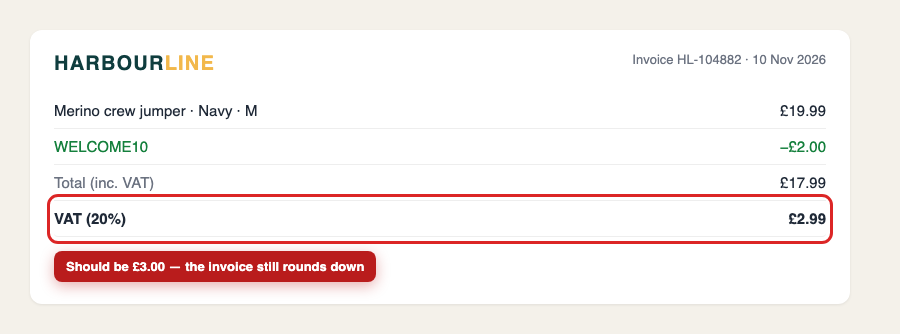 HARBOURLINE
Invoice HL-104882 · 10 Nov 2026
Merino crew jumper · Navy · M £19.99
WELCOME10 −£2.00
Total (inc. VAT) £17.99
VAT (20%) £2.99
Should be £3.00 — the invoice still rounds down